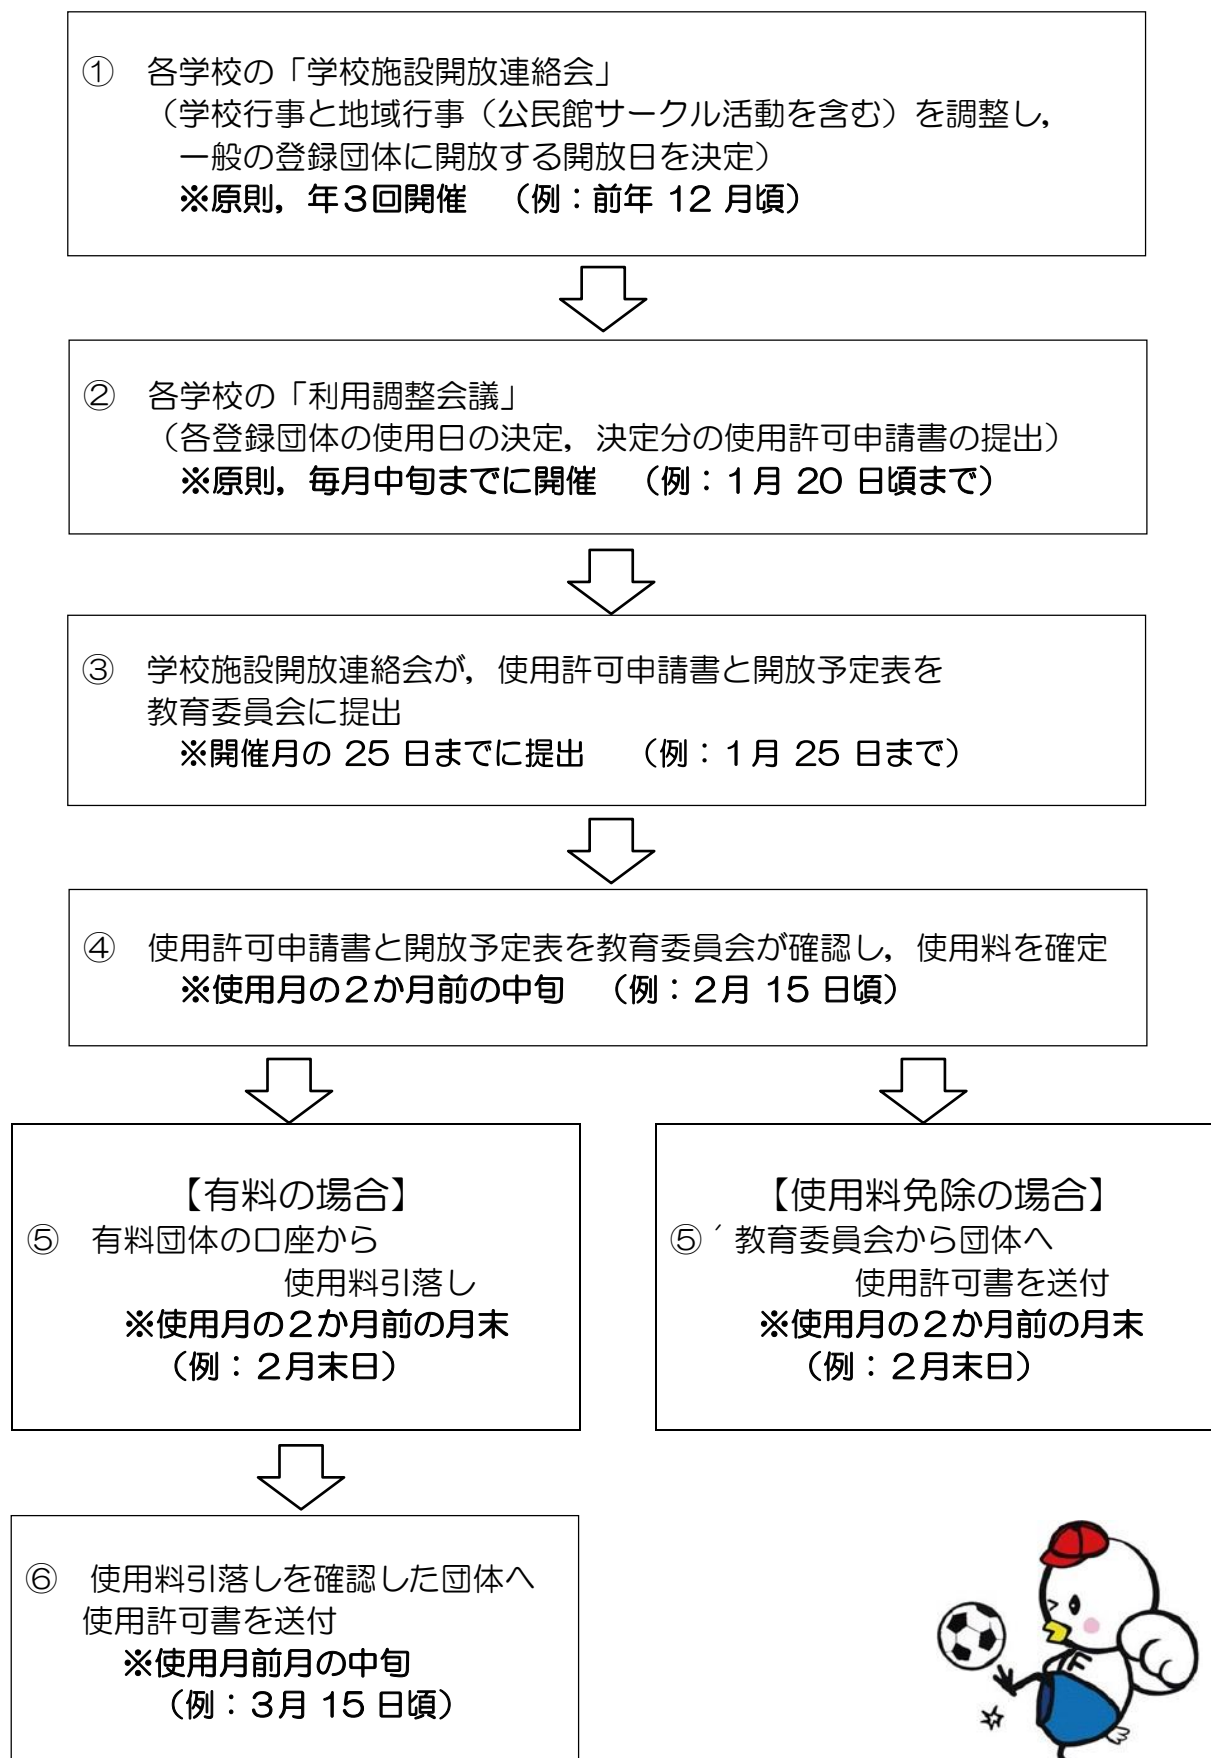 ① 各学校の「学校施設開放連絡会」
（学校行事と地域行事（公民館サークル活動を含む）を調整し，
一般の登録団体に開放する開放日を決定）
※原則，年３回開催　（例：前年 12 月頃）
② 各学校の「利用調整会議」
（各登録団体の使用日の決定，決定分の使用許可申請書の提出）
※原則，毎月中旬までに開催　（例：１月 20 日頃まで）
③ 学校施設開放連絡会が，使用許可申請書と開放予定表を
教育委員会に提出
※開催月の 25 日までに提出　（例：１月 25 日まで）
④ 使用許可申請書と開放予定表を教育委員会が確認し，使用料を確定
※使用月の２か月前の中旬　（例：２月 15 日頃）
【有料の場合】
⑤ 有料団体の口座から
使用料引落し
※使用月の２か月前の月末
（例：２月末日）
【使用料免除の場合】
⑤´教育委員会から団体へ
使用許可書を送付
※使用月の２か月前の月末
（例：２月末日）
⑥ 使用料引落しを確認した団体へ
使用許可書を送付
※使用月前月の中旬
（例：３月 15 日頃）
F